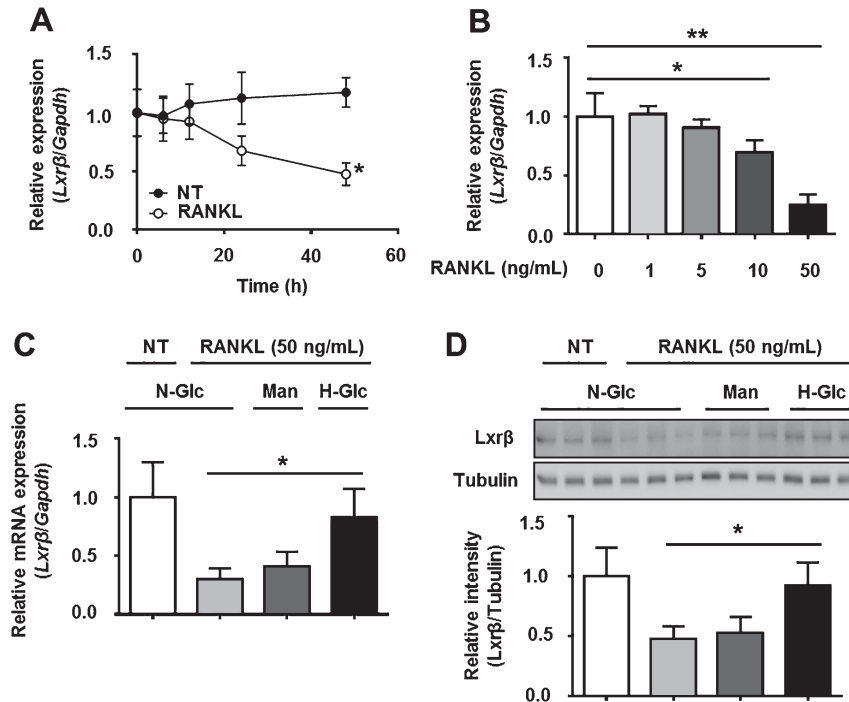 A
Relative expression
(Lxrβ/Gapdh)
1.5
1.0
0.5
0.0
NT
RANKL
*
0
20
40
60
Time (h)
B
Relative expression
(Lxrβ/Gapdh)
1.5
1.0
0.5
0.0
**
*
RANKL (ng/mL)
0
1
5
10
50
C
NT
RANKL (50 ng/mL)
N-Glc
Man
H-Glc
Relative mRNA expression
(Lxrβ/Gapdh)
1.5
1.0
0.5
0.0
*
D
NT
RANKL (50 ng/mL)
N-Glc
Man
H-Glc
Lxrβ
Tubulin
Relative intensity
(Lxrβ/Tubulin)
1.5
1.0
0.5
0.0
*